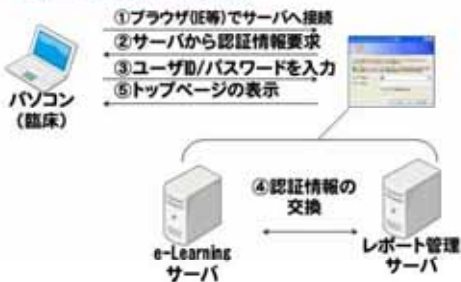 ①ブラウザ(IE等)でサーバへ接続
②サーバから認証情報要求
③ユーザID/パスワードを入力
⑤トップページの表示
パソコン
(臨床)
④認証情報の
交換
e-Learning
サーバ
レポート管理
サーバ